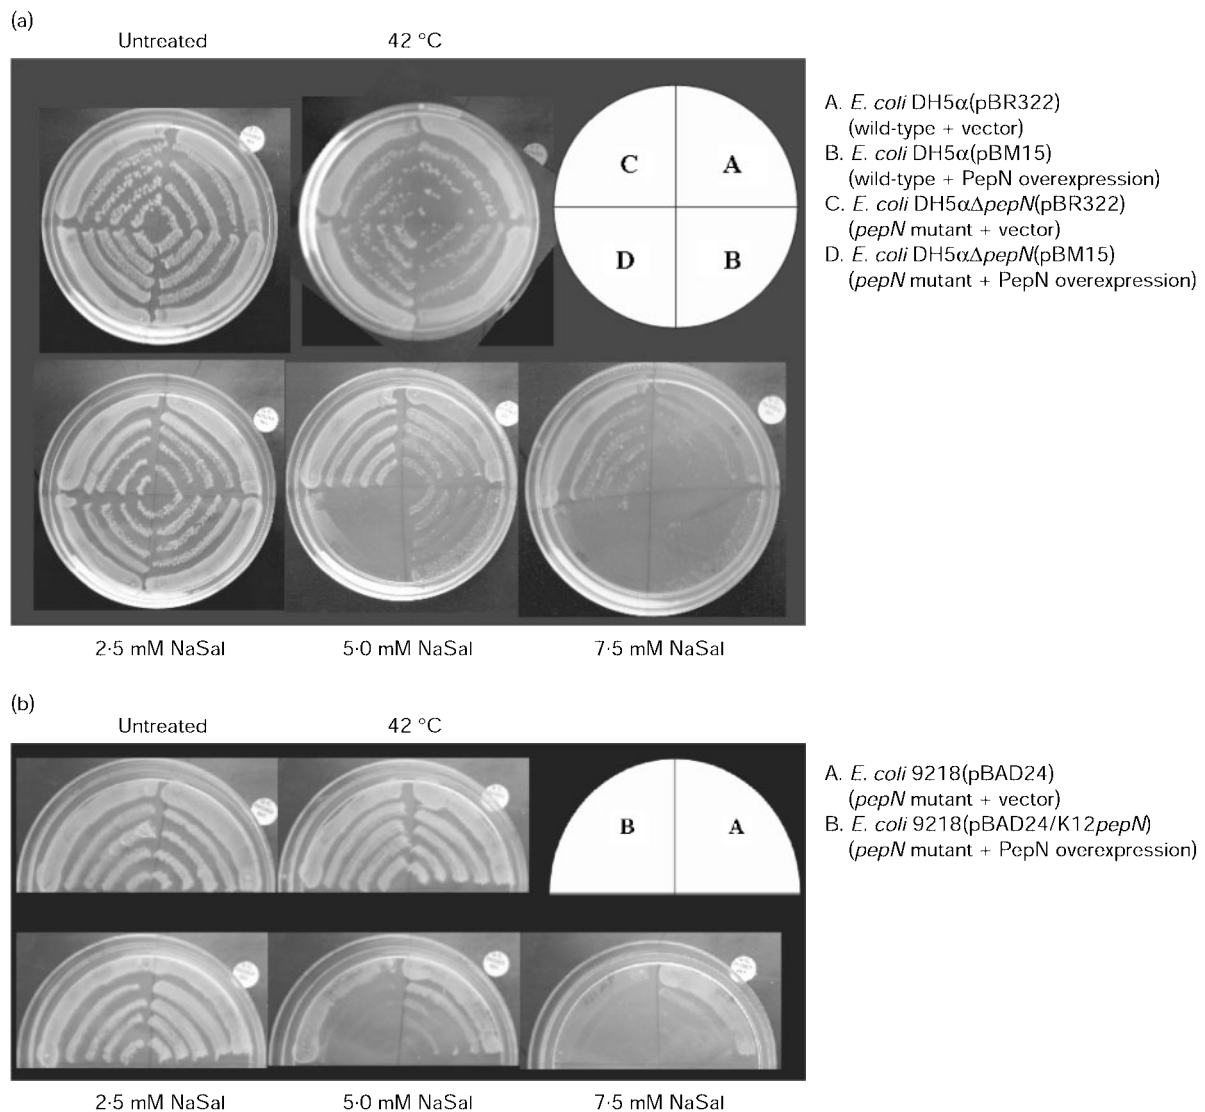 (a)
Untreated
42 °C
C
A
D
B
A. E. coli DH5α(pBR322)
(wild-type + vector)
B. E. coli DH5α(pBM15)
(wild-type + PepN overexpression)
C. E. coli DH5αΔpepN(pBR322)
(pepN mutant + vector)
D. E. coli DH5αΔpepN(pBM15)
(pepN mutant + PepN overexpression)
2·5 mM NaSal
5·0 mM NaSal
7·5 mM NaSal
(b)
Untreated
42 °C
B
A
A. E. coli 9218(pBAD24)
(pepN mutant + vector)
B. E. coli 9218(pBAD24/K12pepN)
(pepN mutant + PepN overexpression)
2·5 mM NaSal
5·0 mM NaSal
7·5 mM NaSal